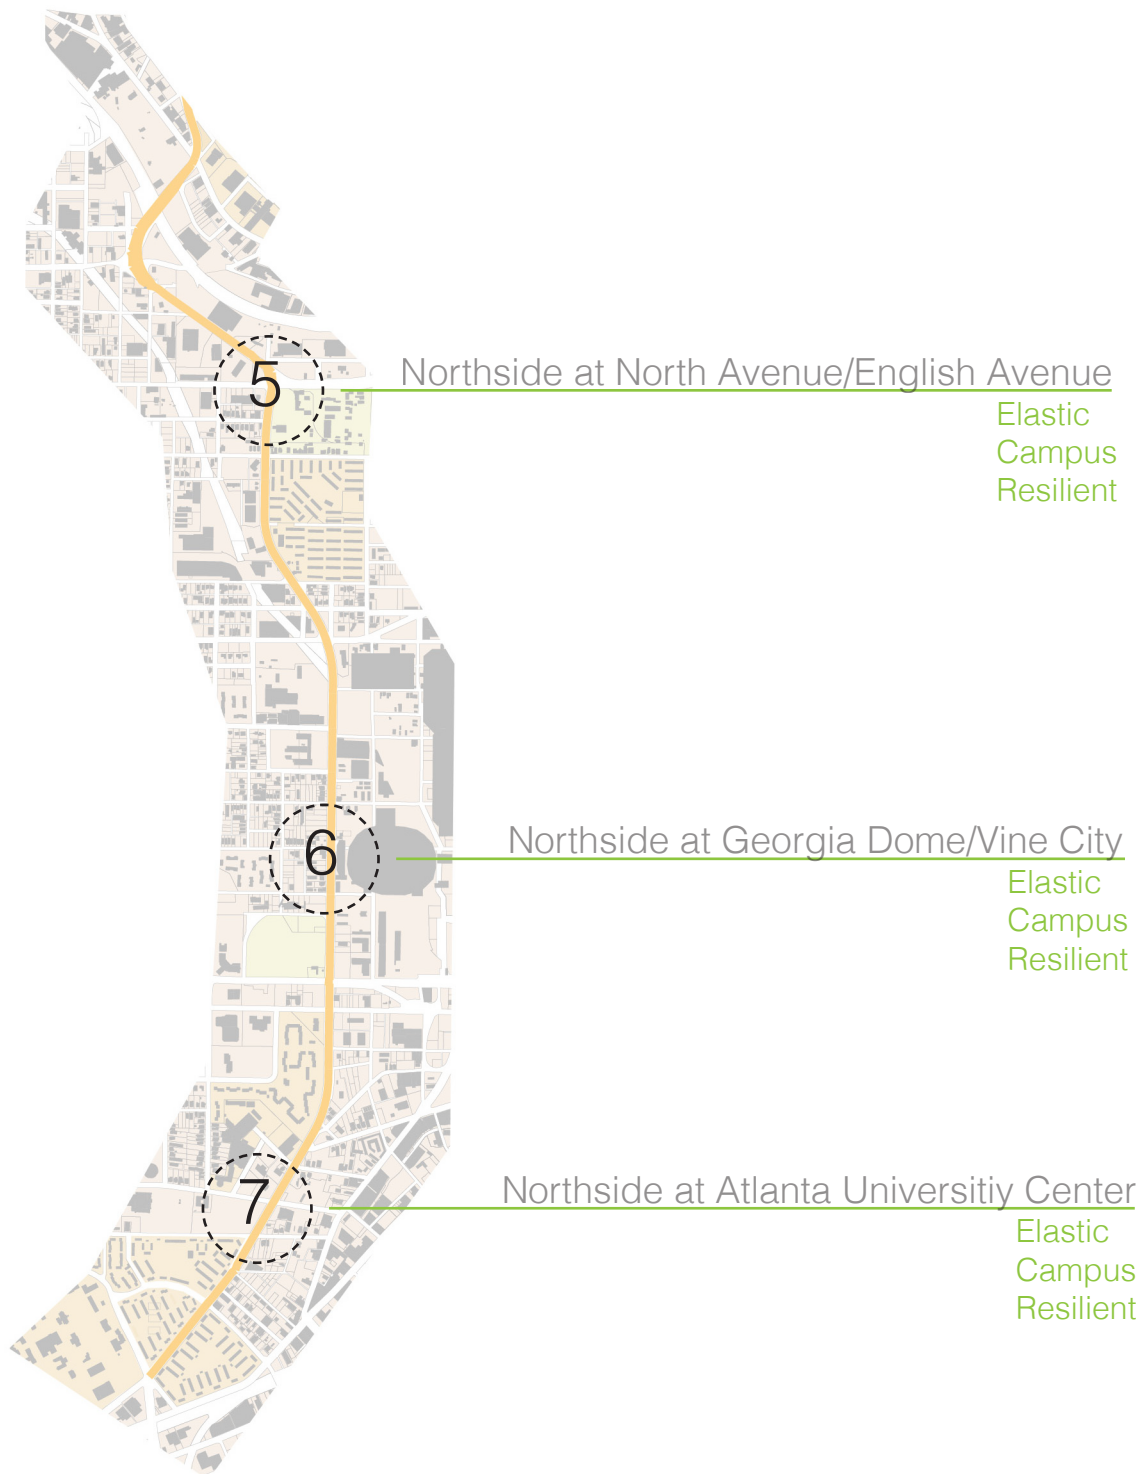 5
Northside at North Avenue/English Avenue
Elastic
Campus
Resilient
6
Northside at Georgia Dome/Vine City
Elastic
Campus
Resilient
7
Northside at Atlanta Universitiy Center
Elastic
Campus
Resilient